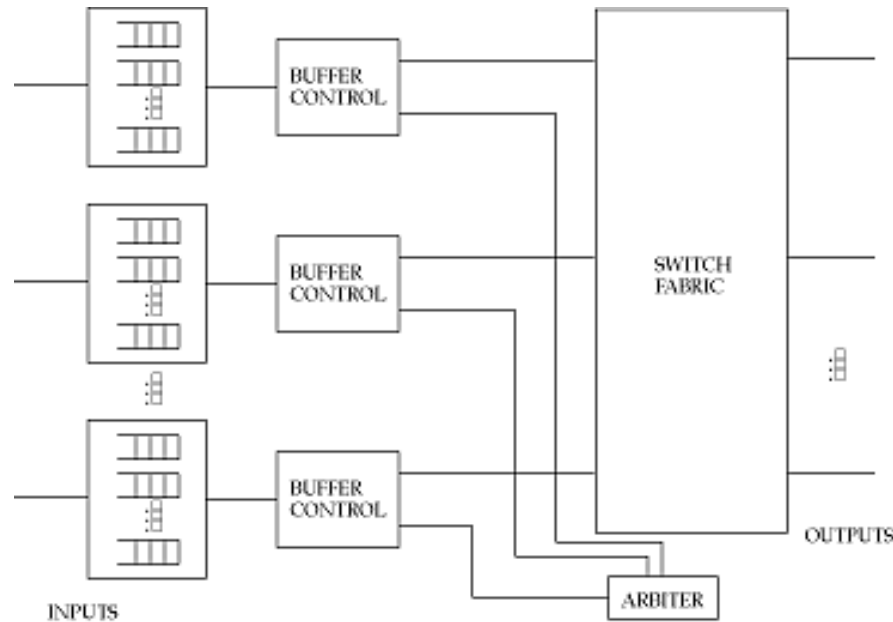 BUFFER
CONTROL
BUFFER
CONTROL
SWITCH
FABRIC
BUFFER
CONTROL
OUTPUTS
ARBITER
INPUTS